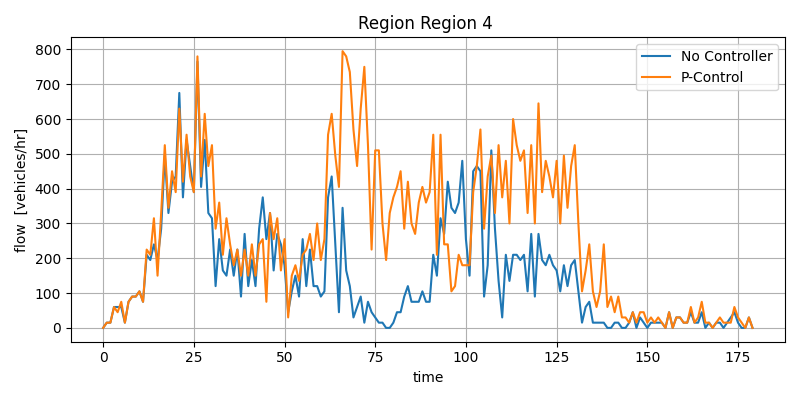 Region Region 4
flow  [vehicles/hr]
800
700
600
500
400
300
200
100
0
No Controller
P-Control
0 25 50 75 100 125 150 175
time